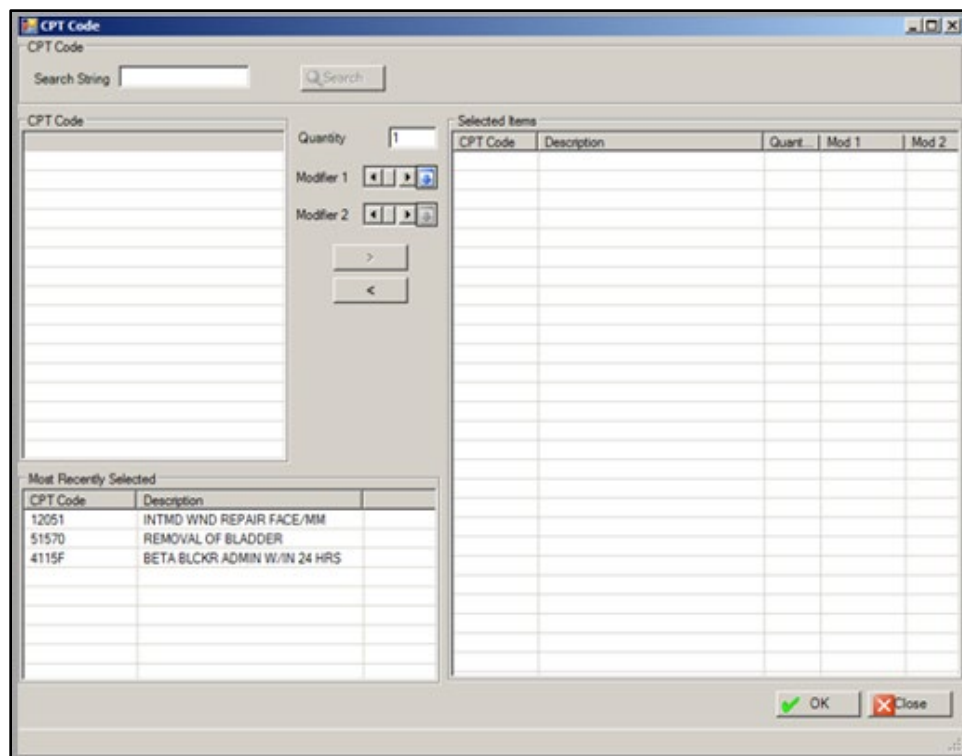 CPT Code
CPT Code
Search String
Search
CPT Code
Quantity 1
Modifier 1
Modifier 2
>
<
Most Recently Selected
CPT Code Description
12051 INTMD WND REPAIR FACE/MM
51570 REMOVAL OF BLADDER
4115F BETA BLCKR ADMIN W/IN 24 HRS
Selected Items
CPT Code Description Quant... Mod 1 Mod 2
OK
Close